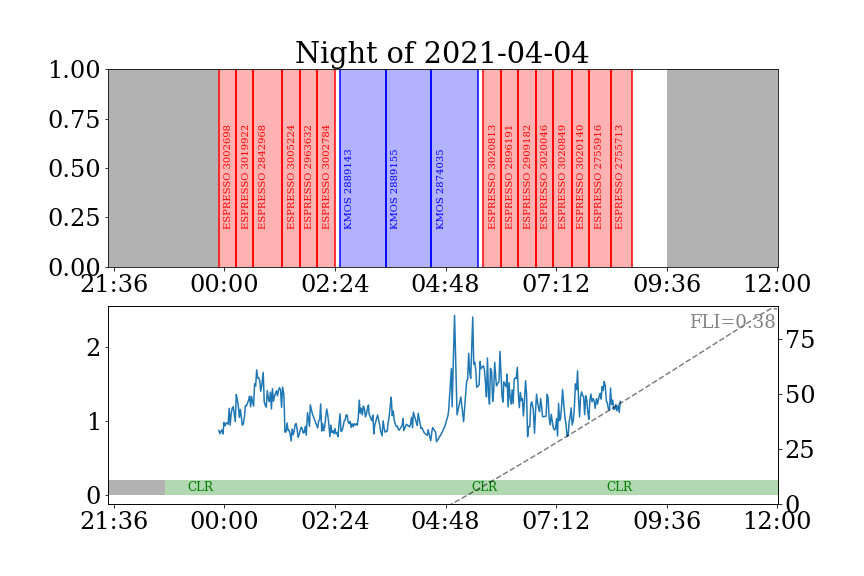 Night of 2021-04-04
1.00
0.75
0.50
0.25
0.00
ESPRESSO 3002698
ESPRESSO 3019922
ESPRESSO 2842968
ESPRESSO 3005224
ESPRESSO 2963632
ESPRESSO 3002784
KMOS 2889143
KMOS 2889155
KMOS 2874035
ESPRESSO 3020813
ESPRESSO 2896191
ESPRESSO 2909182
ESPRESSO 3020046
ESPRESSO 3020849
ESPRESSO 3020140
ESPRESSO 2755916
ESPRESSO 2755713
21:36 00:00 02:24 04:48 07:12 09:36 12:00
FLI=0.38
2
1
0
75
50
25
0
CLR CLR CLR
21:36 00:00 02:24 04:48 07:12 09:36 12:00